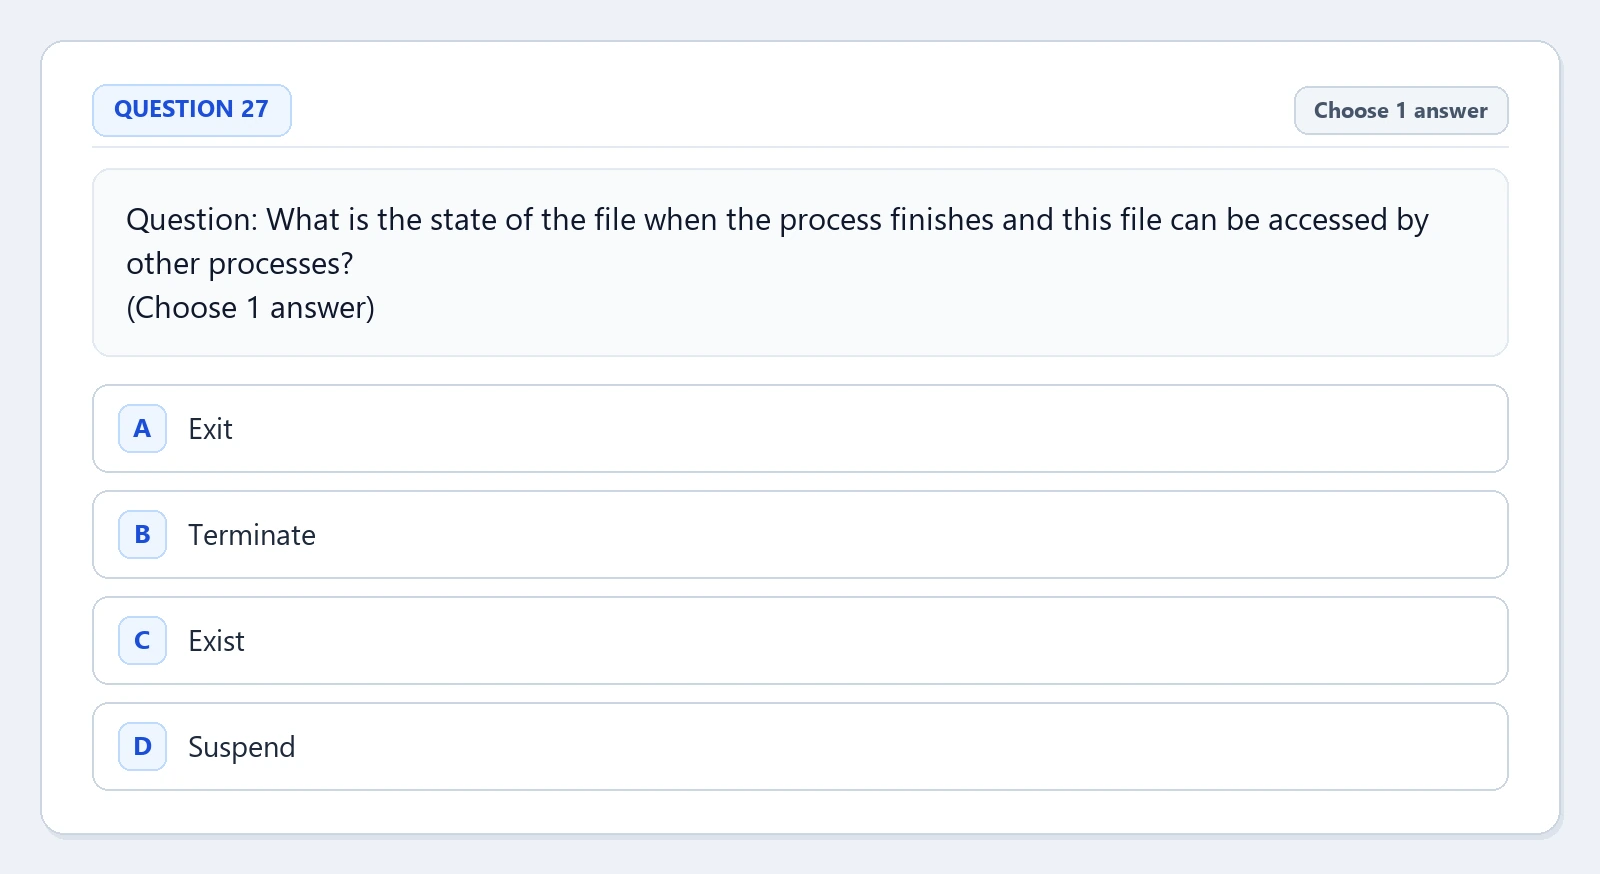 QUESTION 27
Choose 1 answer
Question: What is the state of the file when the process finishes and this file can be accessed by
other processes?
(Choose 1 answer)
A Exit
B Terminate
C Exist
D Suspend